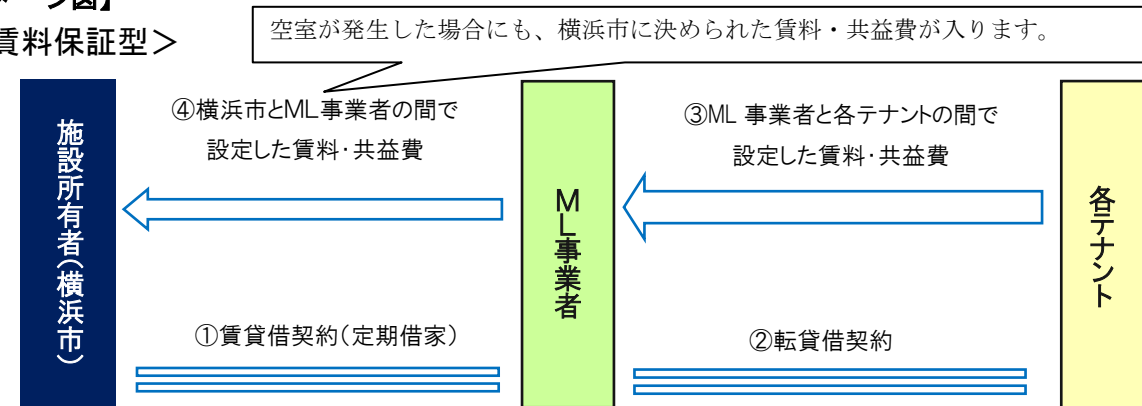 ージ図】
賃料保証型＞
空室が発生した場合にも、横浜市に決められた賃料・共益費が入ります。
施設所有者（横浜市）
④横浜市とML事業者の間で
設定した賃料・共益費
①賃貸借契約（定期借家）
ＭＬ事業者
③ML 事業者と各テナントの間で
設定した賃料・共益費
②転貸借契約
各テナント